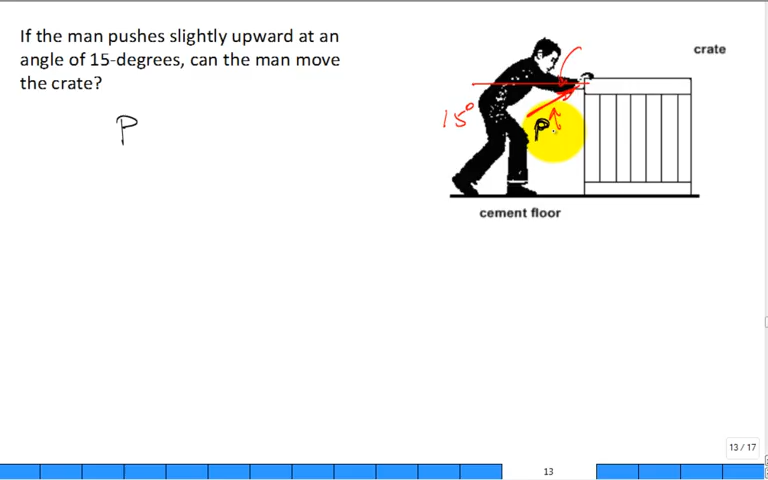 If the man pushes slightly upward at an
angle of 15-degrees, can the man move
the crate?
P
crate
15°
P
cement floor
13 / 17
13